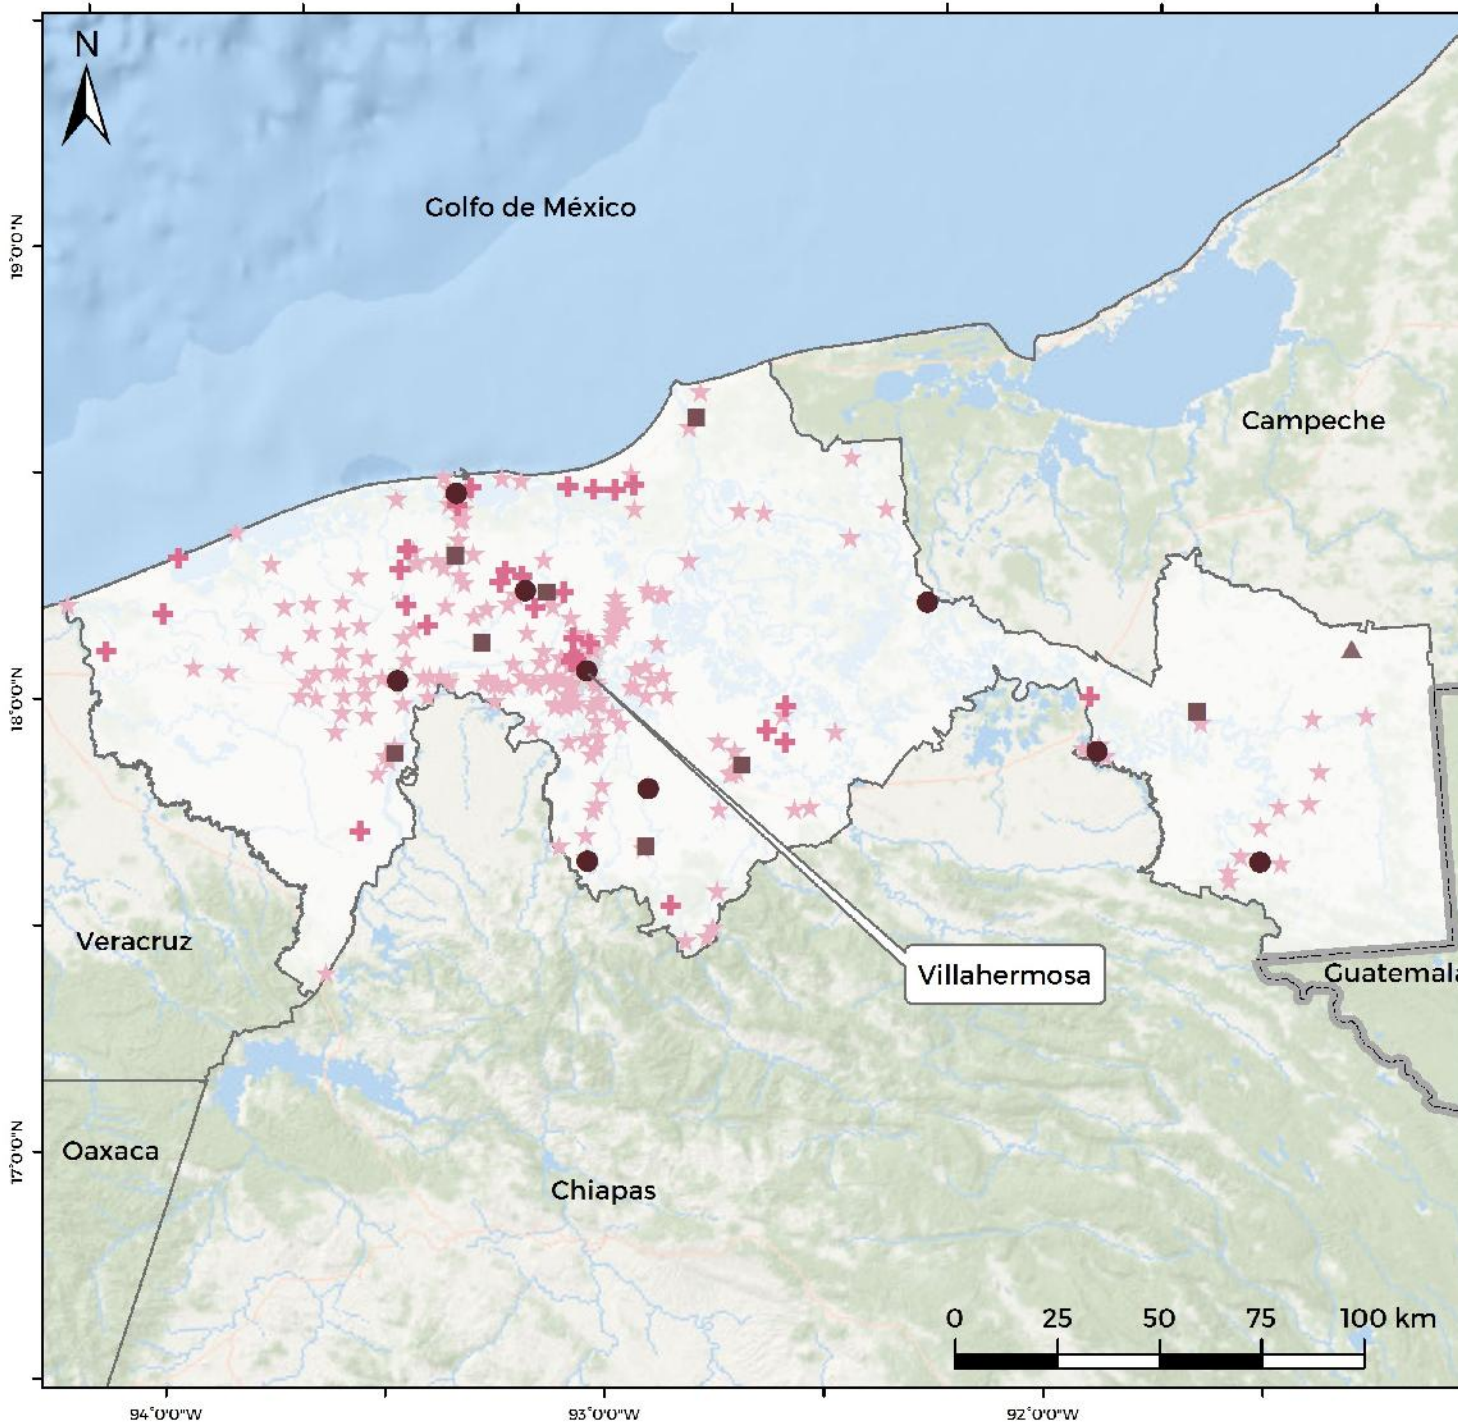 N
Golfo de México
19°0'0"N
Campeche
18°0'0"N
Veracruz
Villahermosa
Guatemala
Oaxaca
17°0'0"N
Chiapas
0 25 50 75 100 km
94°0'0"W 93°0'0"W 92°0'0"W